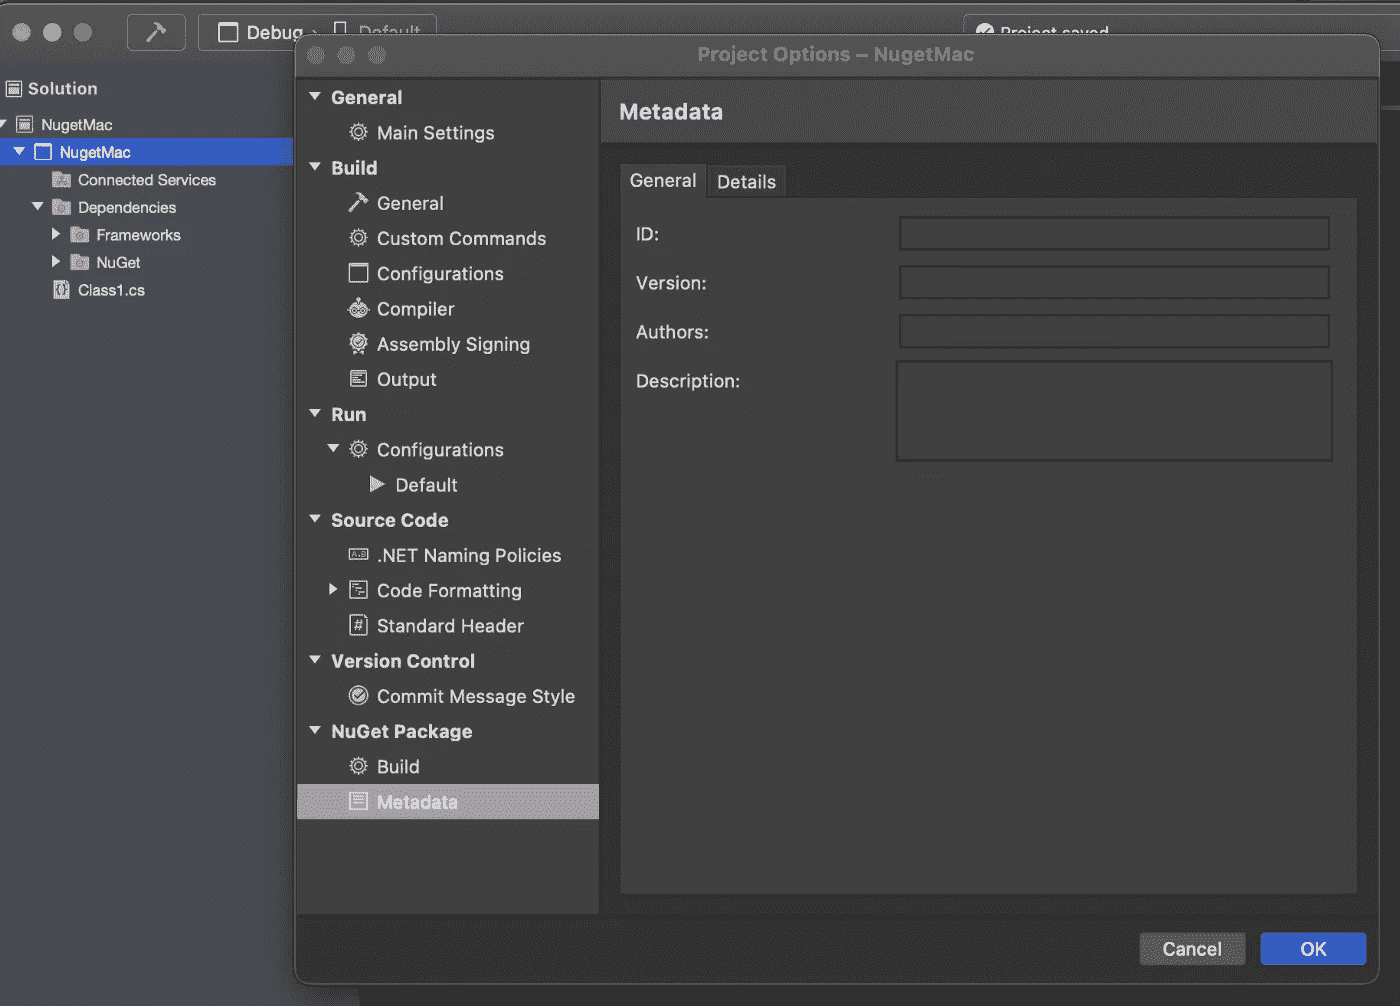 Debug
Default
Project saved
Project Options – NugetMac
Solution
NugetMac
NugetMac
Connected Services
Dependencies
Frameworks
NuGet
Class1.cs
General
Main Settings
Build
General
Custom Commands
Configurations
Compiler
Assembly Signing
Output
Run
Configurations
Default
Source Code
.NET Naming Policies
Code Formatting
Standard Header
Version Control
Commit Message Style
NuGet Package
Build
Metadata
Metadata
General
Details
ID:
Version:
Authors:
Description:
Cancel
OK